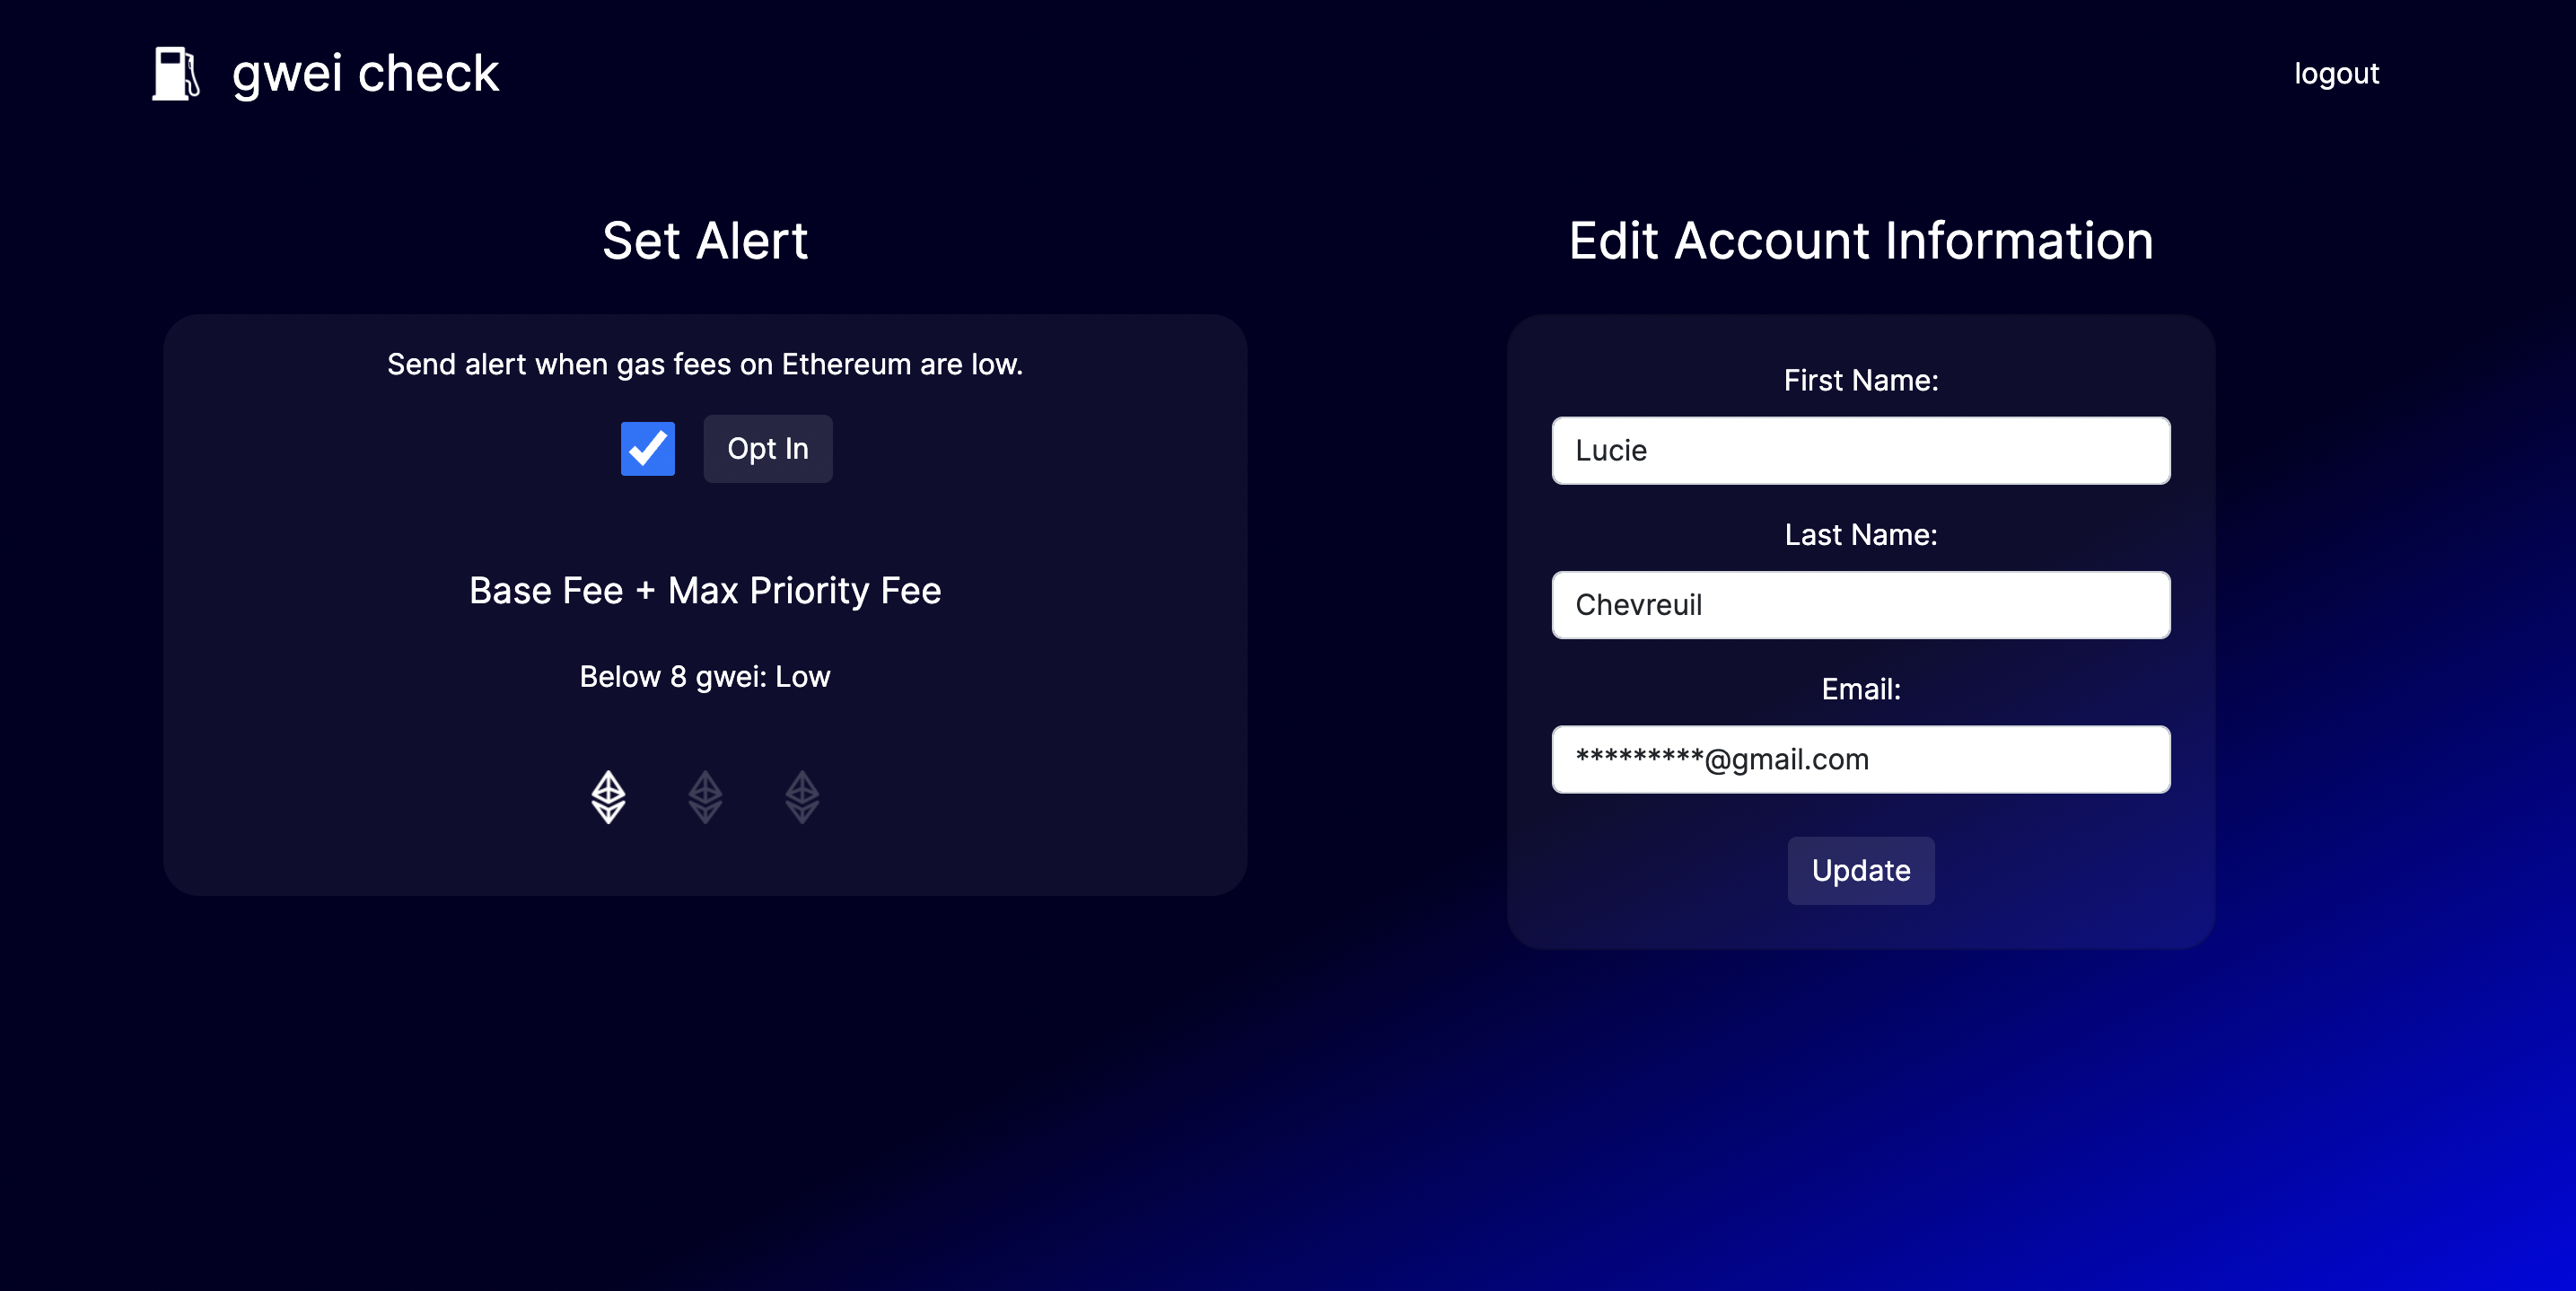 gwei check
logout
Set Alert
Send alert when gas fees on Ethereum are low.
Opt In
Base Fee + Max Priority Fee
Below 8 gwei: Low
Edit Account Information
First Name:
Lucie
Last Name:
Chevreuil
Email:
*********@gmail.com
Update